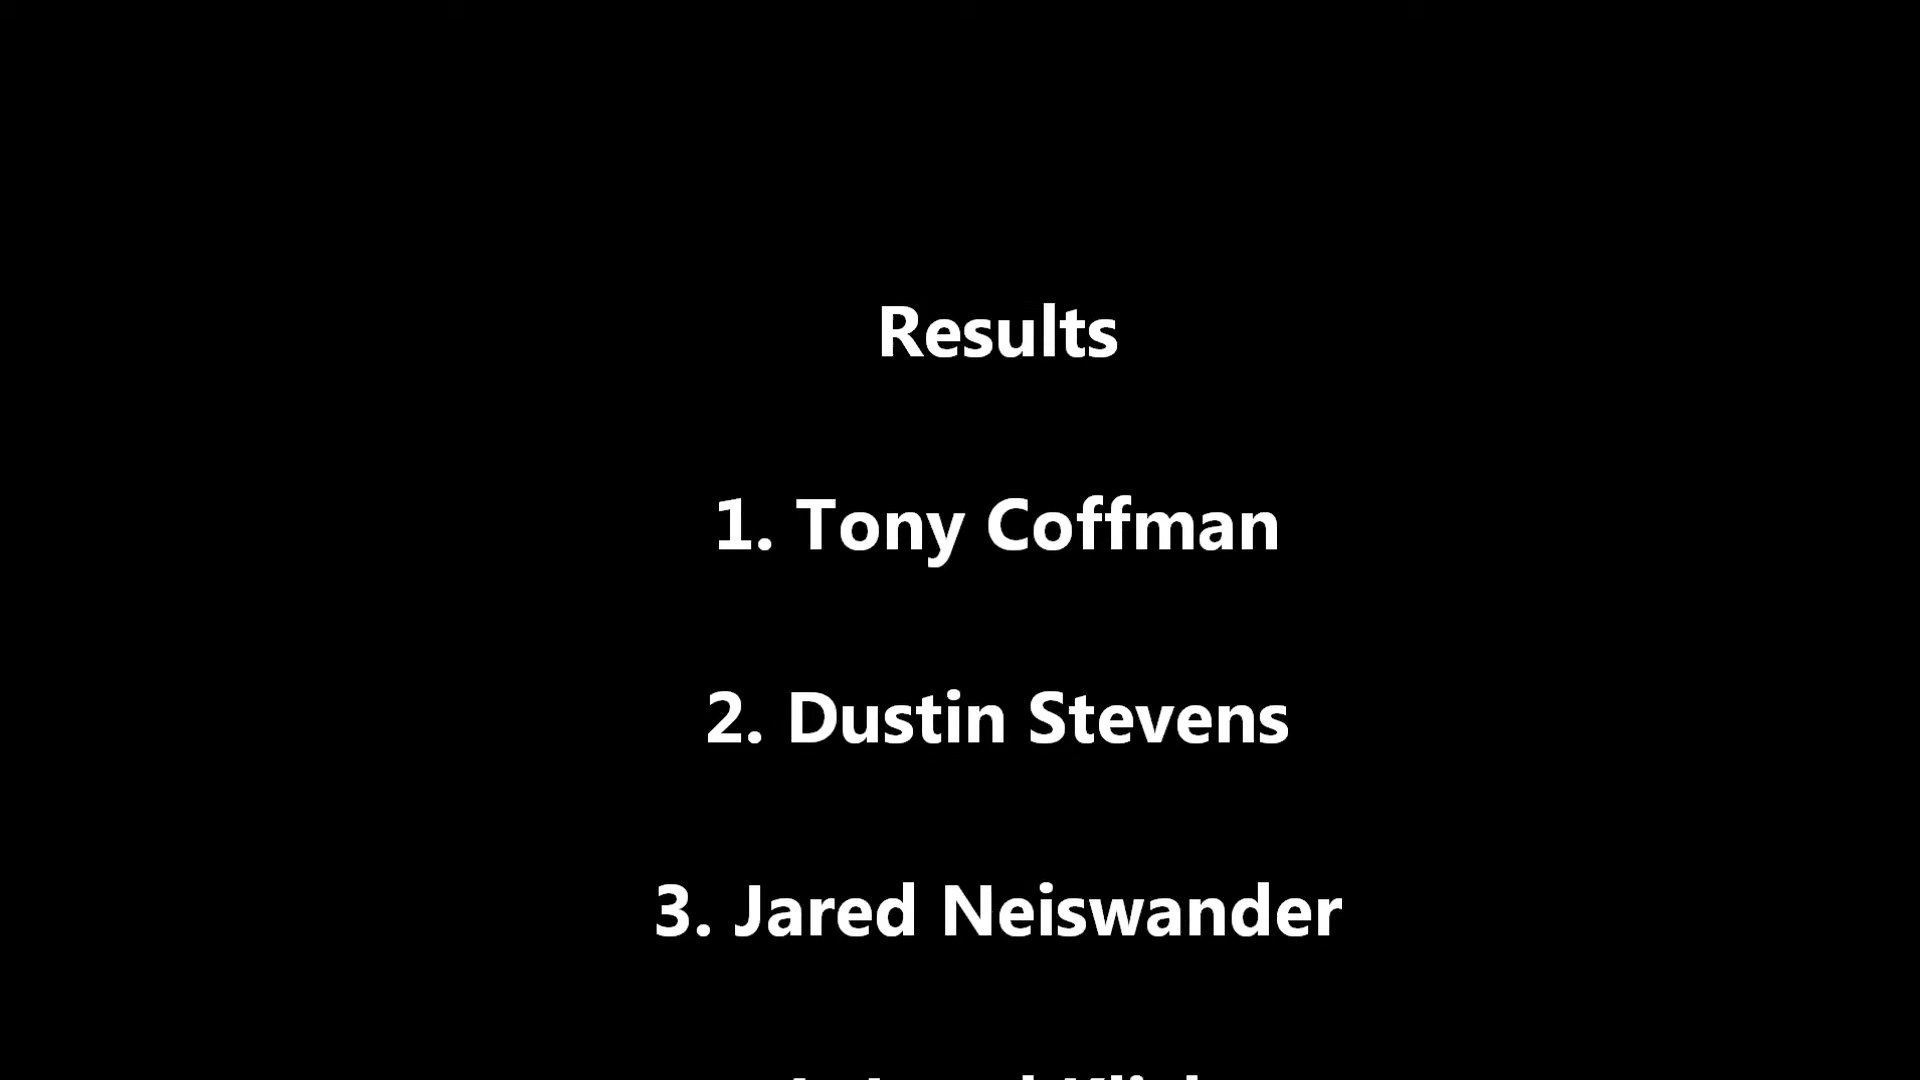 Results
1. Tony Coffman
2. Dustin Stevens
3. Jared Neiswander